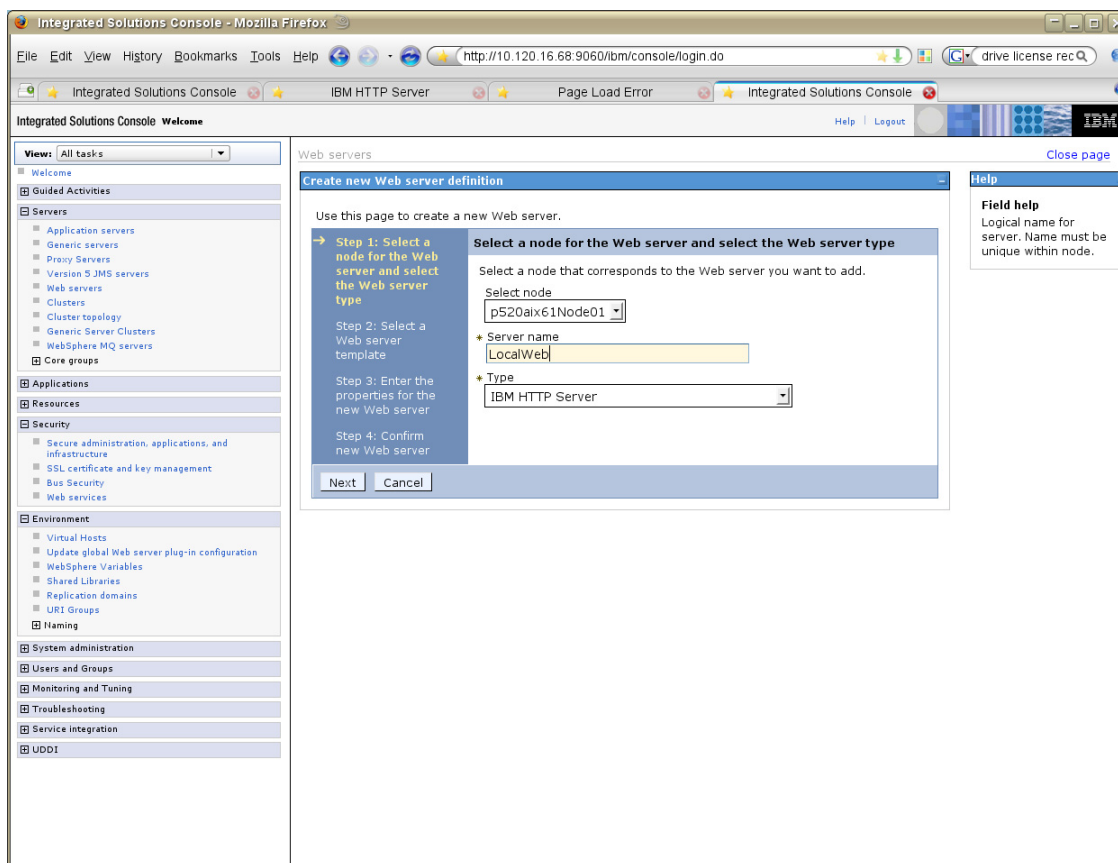 Integrated Solutions Console - Mozilla Firefox
File Edit View History Bookmarks Tools Help http://10.120.16.68:9060/ibm/console/login.do G drive license rec
Integrated Solutions Console IBM HTTP Server Page Load Error Integrated Solutions Console
Integrated Solutions Console Welcome Help | Logout IBM
View: All tasks
Welcome
Guided Activities
Servers
Application servers
Generic servers
Proxy Servers
Version 5 JMS servers
Web servers
Clusters
Cluster topology
Generic Server Clusters
WebSphere MQ servers
Core groups
Applications
Resources
Security
Secure administration, applications, and
infrastructure
SSL certificate and key management
Bus Security
Web services
Environment
Virtual Hosts
Update global Web server plug-in configuration
WebSphere Variables
Shared Libraries
Replication domains
URI Groups
Naming
System administration
Users and Groups
Monitoring and Tuning
Troubleshooting
Service integration
UDDI
Web servers Close page
Create new Web server definition
Use this page to create a new Web server.
Step 1: Select a
node for the Web
server and select
the Web server
type
Step 2: Select a
Web server
template
Step 3: Enter the
properties for the
new Web server
Step 4: Confirm
new Web server
Select a node for the Web server and select the Web server type
Select a node that corresponds to the Web server you want to add.
Select node
p520aix61Node01
* Server name
LocalWeb
* Type
IBM HTTP Server
Next Cancel
Help
Field help
Logical name for
server. Name must be
unique within node.